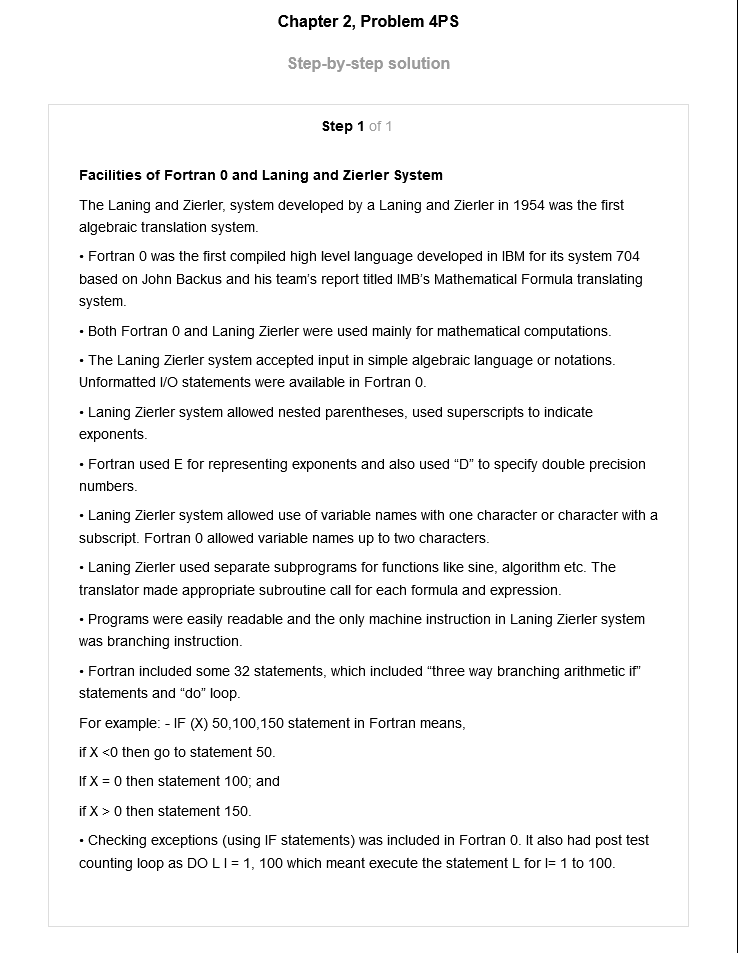 Chapter 2, Problem 4PS
Step-by-step solution
Step 1 of 1
Facilities of Fortran 0 and Laning and Zierler System
The Laning and Zierler, system developed by a Laning and Zierler in 1954 was the first
algebraic translation system.
• Fortran 0 was the first compiled high level language developed in IBM for its system 704
based on John Backus and his team's report titled IMB's Mathematical Formula translating
system.
• Both Fortran 0 and Laning Zierler were used mainly for mathematical computations.
• The Laning Zierler system accepted input in simple algebraic language or notations.
Unformatted I/O statements were available in Fortran 0.
• Laning Zierler system allowed nested parentheses, used superscripts to indicate
exponents.
• Fortran used E for representing exponents and also used “D” to specify double precision
numbers.
• Laning Zierler system allowed use of variable names with one character or character with a
subscript. Fortran 0 allowed variable names up to two characters.
• Laning Zierler used separate subprograms for functions like sine, algorithm etc. The
translator made appropriate subroutine call for each formula and expression.
• Programs were easily readable and the only machine instruction in Laning Zierler system
was branching instruction.
• Fortran included some 32 statements, which included “three way branching arithmetic if”
statements and “do” loop.
For example: - IF (X) 50,100,150 statement in Fortran means,
if X <0 then go to statement 50.
If X = 0 then statement 100; and
if X > 0 then statement 150.
• Checking exceptions (using IF statements) was included in Fortran 0. It also had post test
counting loop as DO L I = 1, 100 which meant execute the statement L for I= 1 to 100.